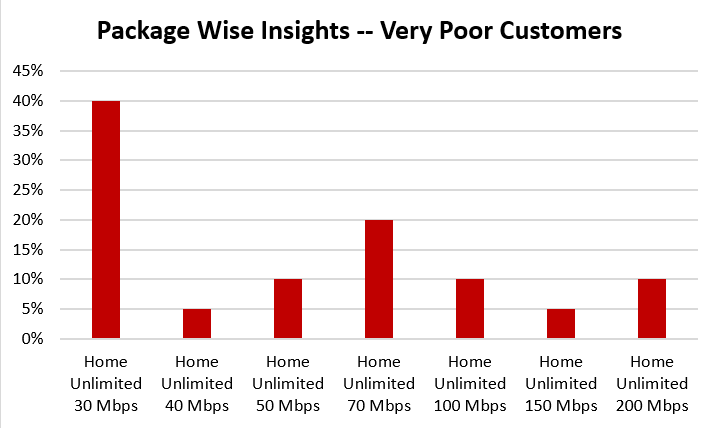 Package Wise Insights -- Very Poor Customers
45%
40%
35%
30%
25%
20%
15%
10%
5%
0%
Home Unlimited 30 Mbps
Home Unlimited 40 Mbps
Home Unlimited 50 Mbps
Home Unlimited 70 Mbps
Home Unlimited 100 Mbps
Home Unlimited 150 Mbps
Home Unlimited 200 Mbps